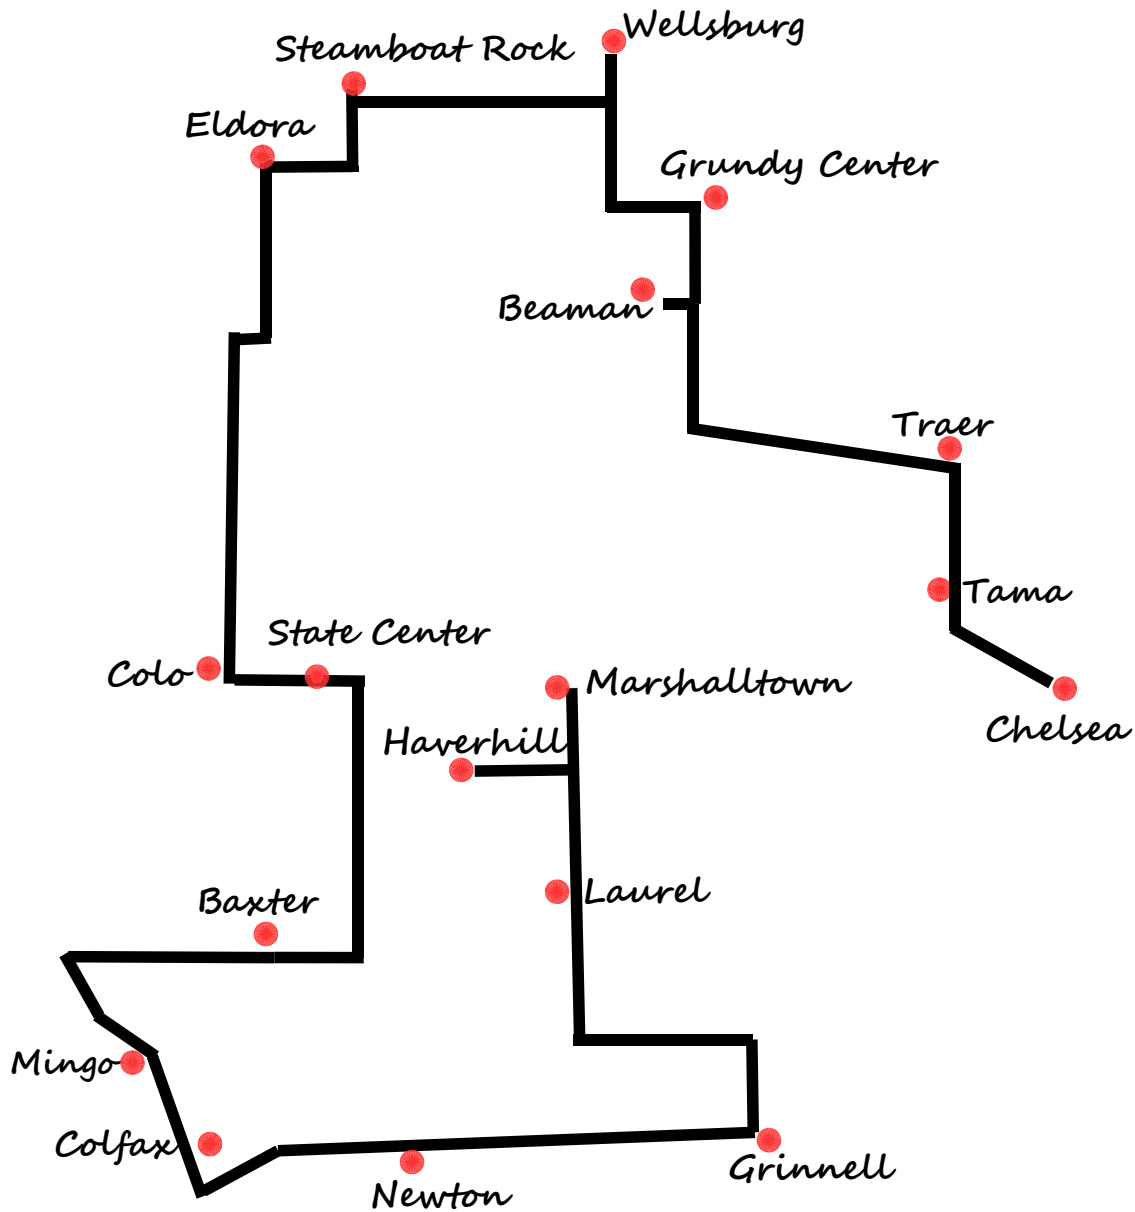 Wellsburg
Steamboat Rock
Eldora
Grundy Center
Beaman
Traer
Tama
State Center
Colo
Marshalltown
Chelsea
Haverhill
Laurel
Baxter
Mingo
Colfax
Grinnell
Newton